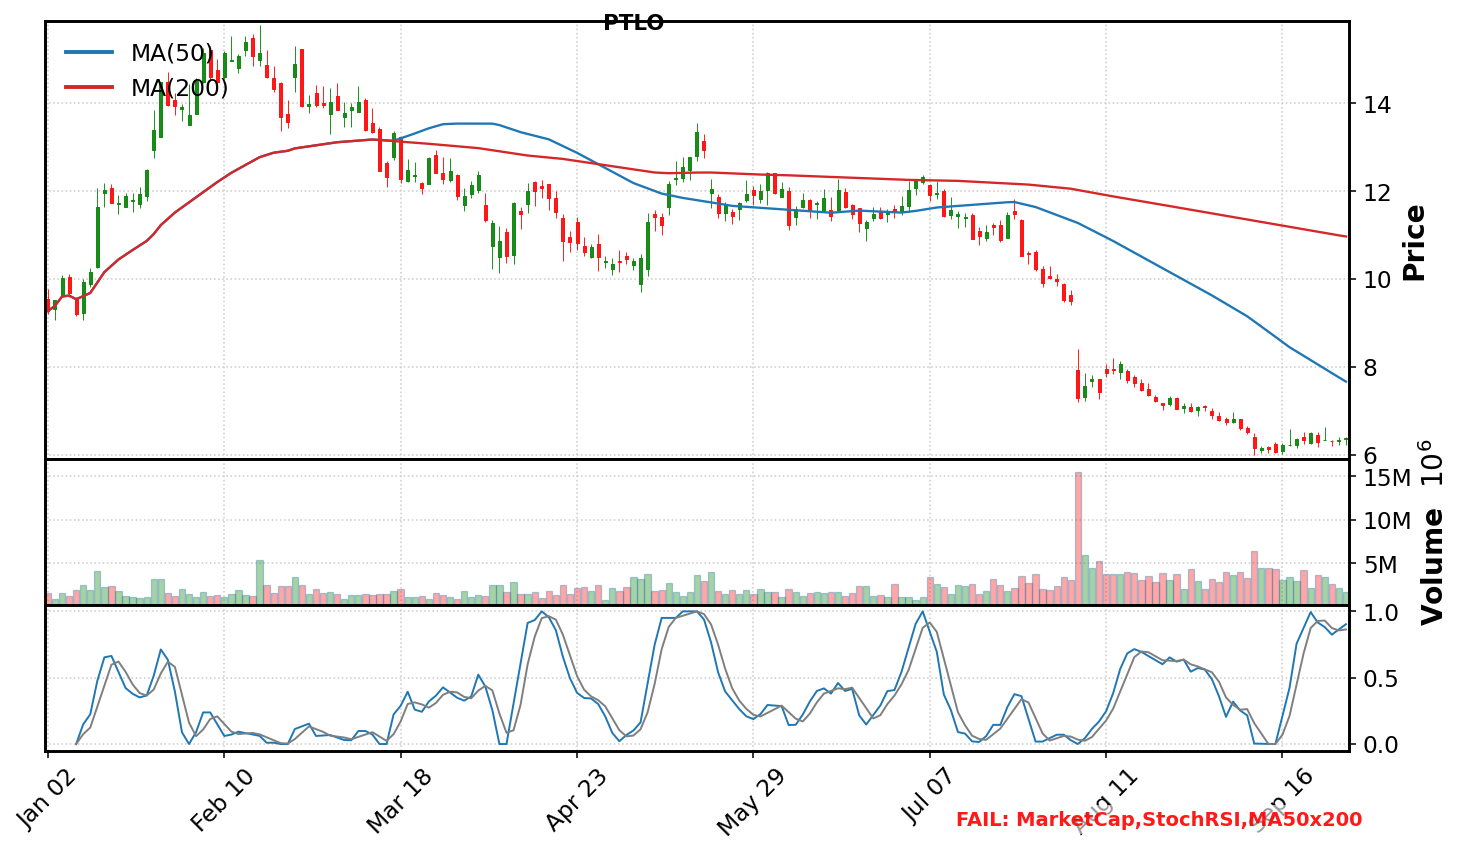 PTLO
MA(50)
MA(200)
14
12
10
8
6
Price
15M
10M
5M
Volume 10^6
1.0
0.5
0.0
Jan 02
Feb 10
Mar 18
Apr 23
May 29
Jul 07
Aug 11
Sep 16
FAIL: MarketCap,StochRSI,MA50x200